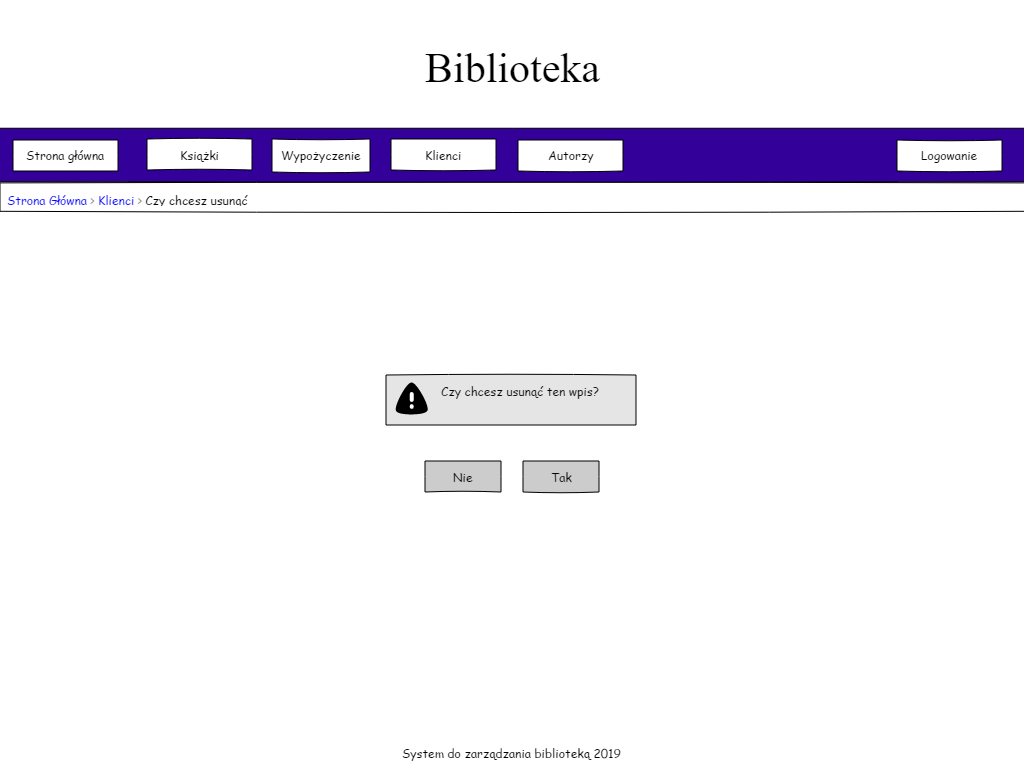 Biblioteka
Strona główna Książki Wypożyczenie Klienci Autorzy Logowanie
Strona Główna > Klienci > Czy chcesz usunąć
Czy chcesz usunąć ten wpis?
Nie Tak
System do zarządzania biblioteką 2019